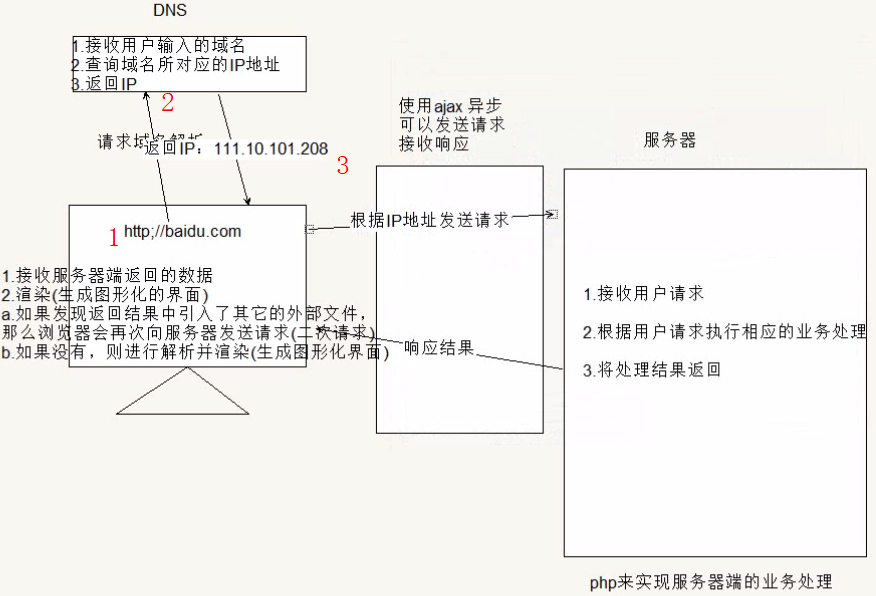 DNS
1.接收用户输入的域名
2.查询域名所对应的IP地址
3.返回IP
2
请求域名解析
返回IP：111.10.101.208
3
使用ajax 异步
可以发送请求
接收响应
服务器
1
http;//baidu.com
根据IP地址发送请求
1.接收服务器端返回的数据
2.渲染(生成图形化的界面)
a.如果发现返回结果中引入了其它的外部文件，
那么浏览器会再次向服务器发送请求(二次请求)
b.如果没有，则进行解析并渲染(生成图形化界面)
响应结果
1.接收用户请求
2.根据用户请求执行相应的业务处理
3.将处理结果返回
php来实现服务器端的业务处理